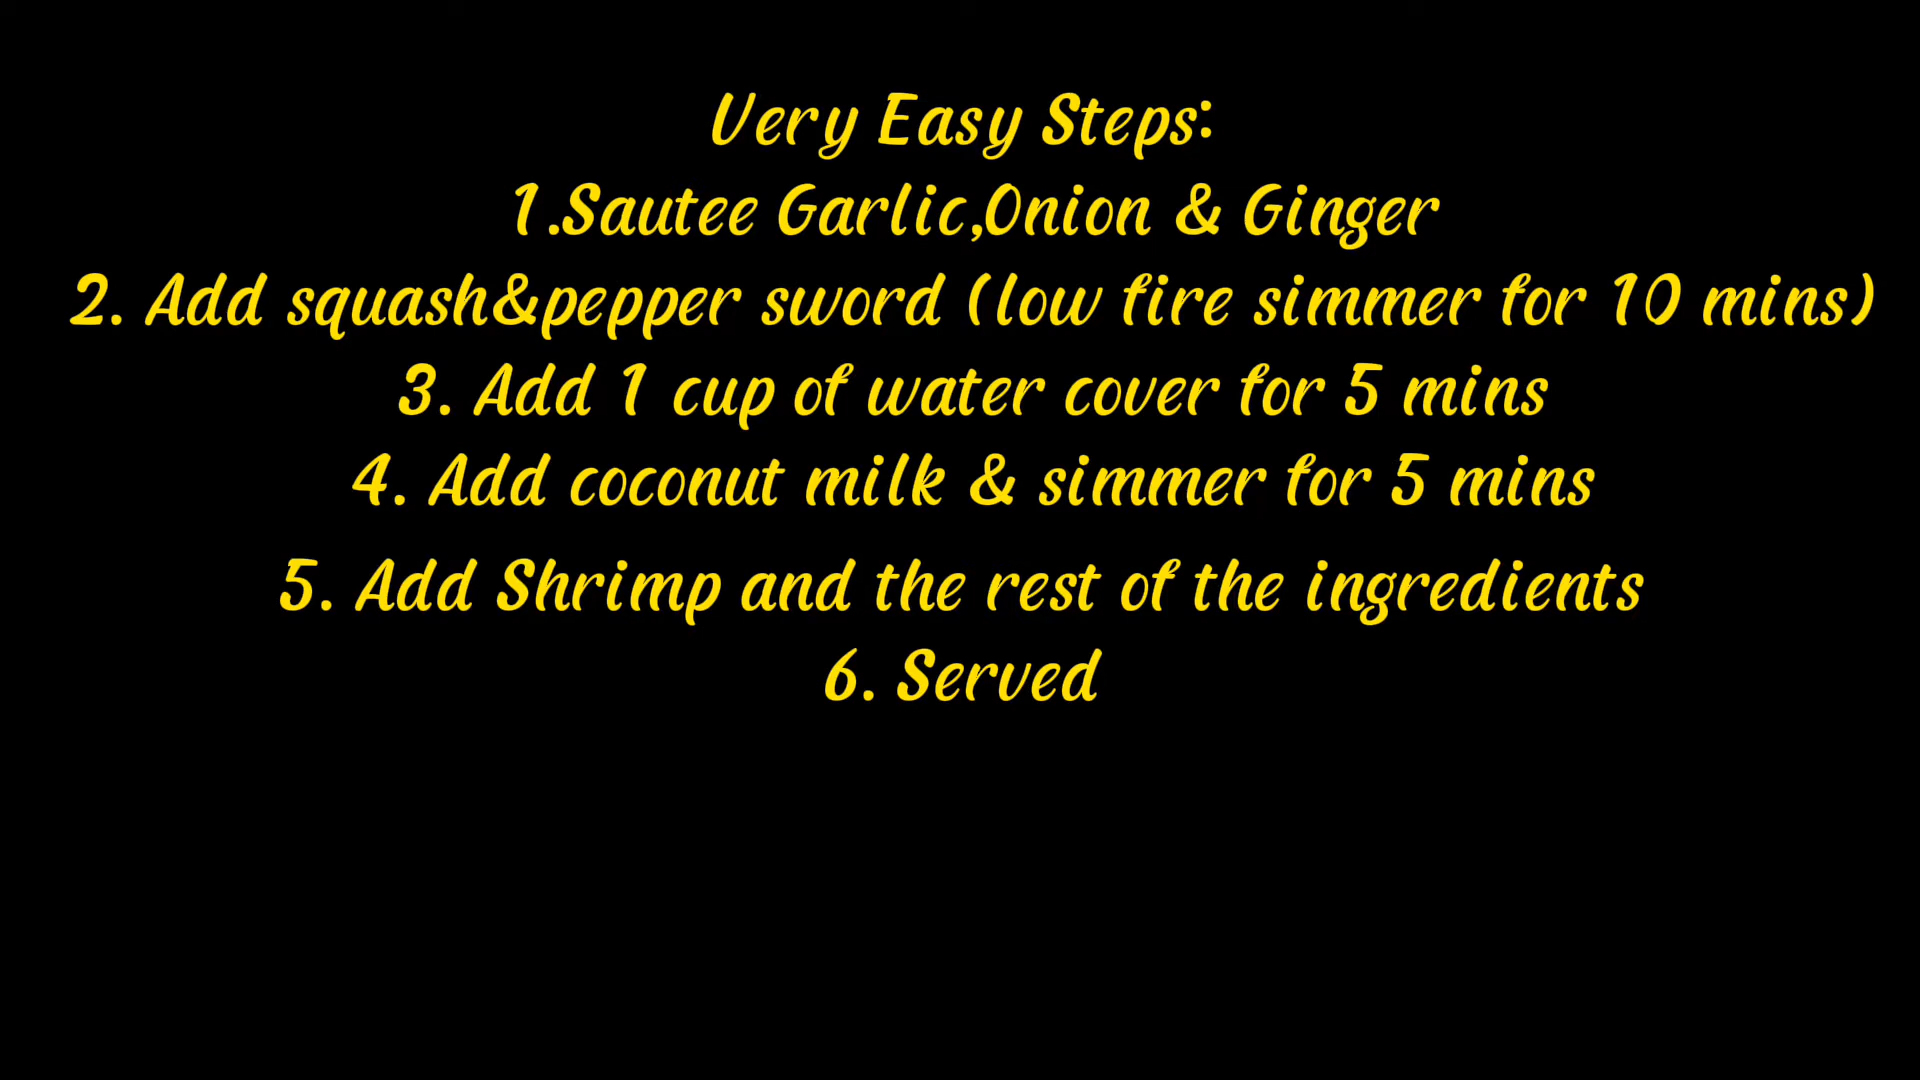 Very Easy Steps:
1.Sautee Garlic,Onion & Ginger
2. Add squash&pepper sword (low fire simmer for 10 mins)
3. Add 1 cup of water cover for 5 mins
4. Add coconut milk & simmer for 5 mins
5. Add Shrimp and the rest of the ingredients
6. Served